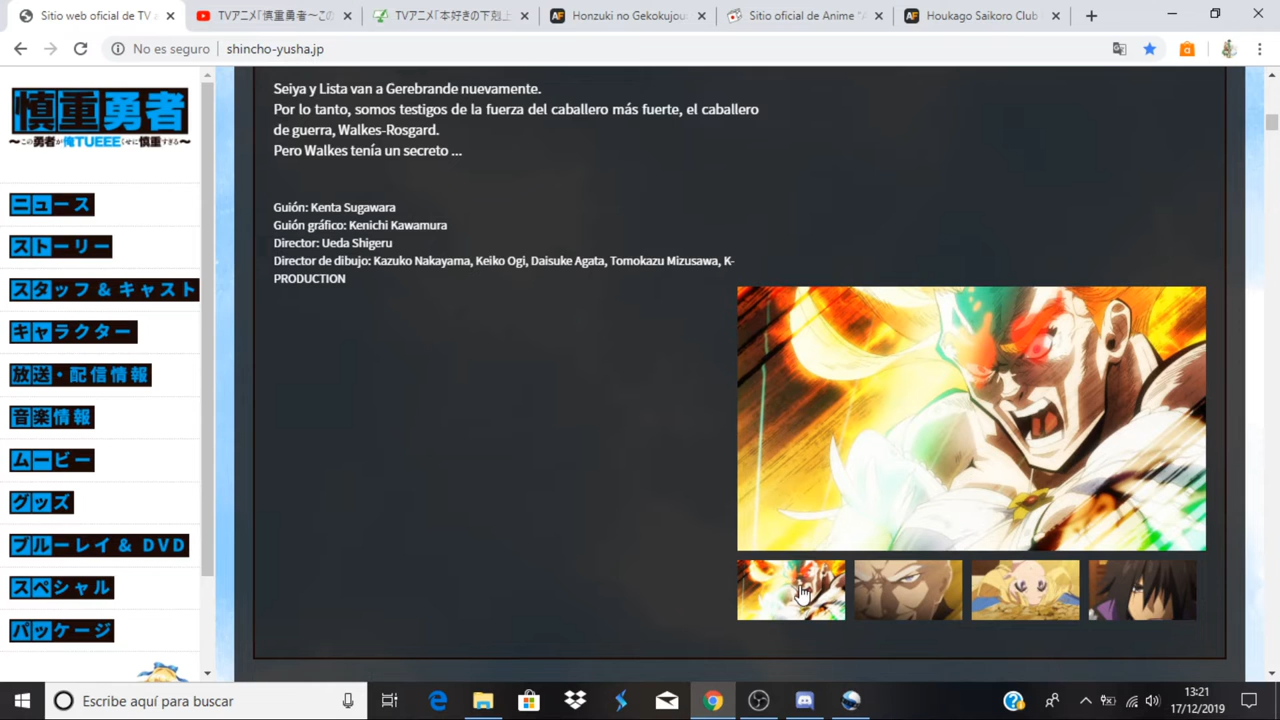 Sitio web oficial de TV a
TVアニメ「慎重勇者～この
TVアニメ「本好きの下剋上
Honzuki no Gekokujou
Sitio oficial de Anime "A
Houkago Saikoro Club
No es seguro
shincho-yusha.jp
慎重勇者
～この勇者が俺TUEEEくせに慎重すぎる～
ニュース
ストーリー
スタッフ & キャスト
キャラクター
放送・配信情報
音楽情報
ムービー
グッズ
ブルーレイ & DVD
スペシャル
パッケージ
Seiya y Lista van a Gerebrande nuevamente.
Por lo tanto, somos testigos de la fuerza del caballero más fuerte, el caballero
de guerra, Walkes-Rosgard.
Pero Walkes tenía un secreto ...
Guión: Kenta Sugawara
Guión gráfico: Kenichi Kawamura
Director: Ueda Shigeru
Director de dibujo: Kazuko Nakayama, Keiko Ogi, Daisuke Agata, Tomokazu Mizusawa, K-
PRODUCTION
Escribe aquí para buscar
13:21
17/12/2019